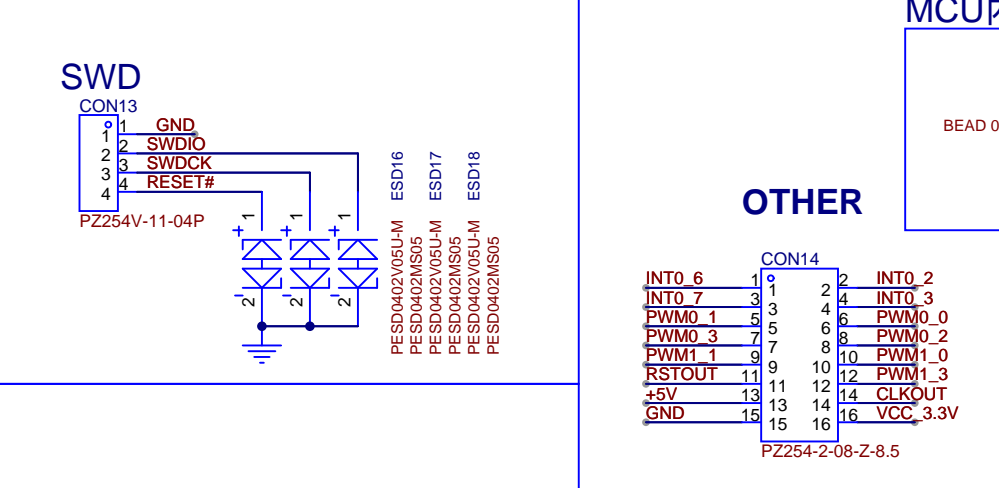 MCU内
BEAD 0
SWD
CON13
1 1 GND
2 2 SWDIO
3 3 SWDCK
4 4 RESET#
PZ254V-11-04P
+ 1 + 1 + 1
- 2 - 2 - 2
PESD0402V05U-M ESD16
PESD0402MS05
PESD0402V05U-M ESD17
PESD0402MS05
PESD0402V05U-M ESD18
PESD0402MS05
OTHER
CON14
INT0_6 1 1 2 2 INT0_2
INT0_7 3 3 4 4 INT0_3
PWM0_1 5 5 6 6 PWM0_0
PWM0_3 7 7 8 8 PWM0_2
PWM1_1 9 9 10 10 PWM1_0
RSTOUT 11 11 12 12 PWM1_3
+5V 13 13 14 14 CLKOUT
GND 15 15 16 16 VCC_3.3V
PZ254-2-08-Z-8.5